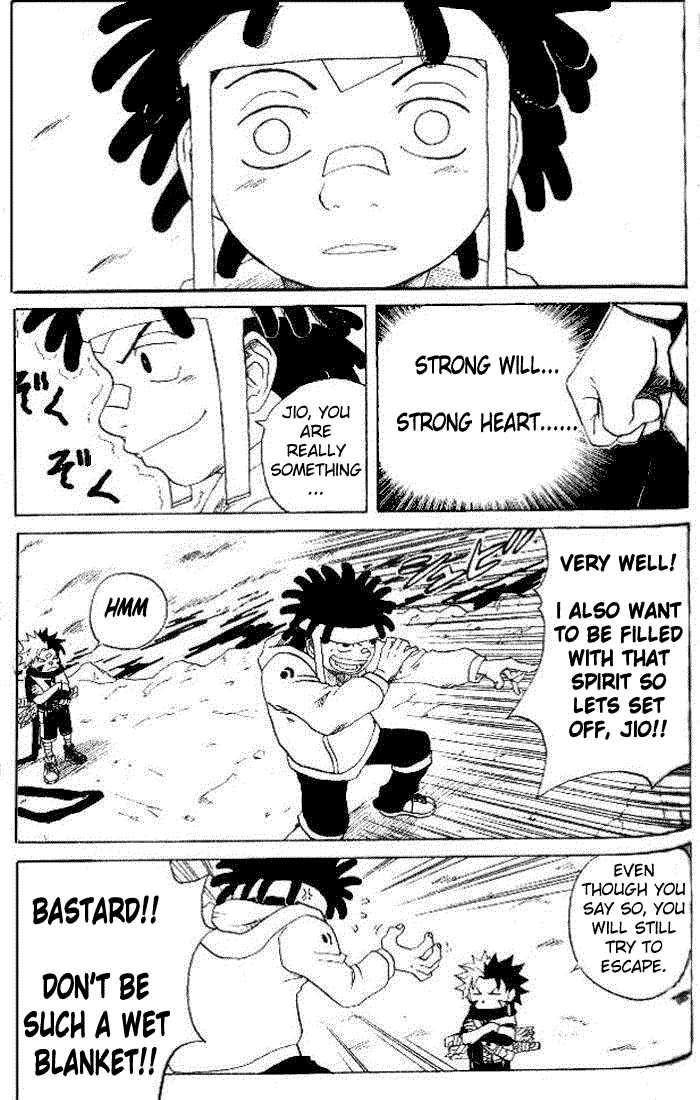 STRONG WILL...
STRONG HEART......
ぞく
ぞく
JIO, YOU
ARE
REALLY
SOMETHING
...
HMM
VERY WELL!
I ALSO WANT
TO BE FILLED
WITH THAT
SPIRIT SO
LETS SET
OFF, JIO!!
BASTARD!!
DON'T BE
SUCH A WET
BLANKET!!
EVEN
THOUGH YOU
SAY SO, YOU
WILL STILL
TRY TO
ESCAPE.